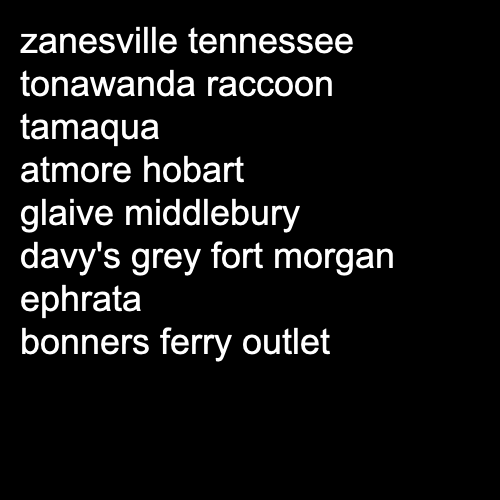 zanesville tennessee
tonawanda raccoon
tamaqua
atmore hobart
glaive middlebury
davy's grey fort morgan
ephrata
bonners ferry outlet